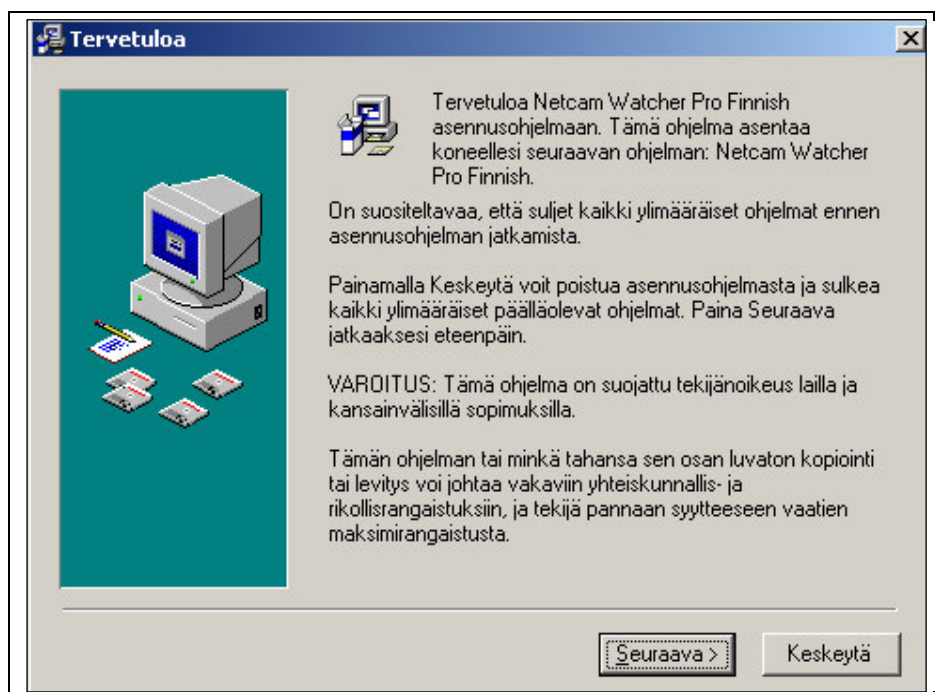 Tervetuloa
Tervetuloa Netcam Watcher Pro Finnish
asennusohjelmaan. Tämä ohjelma asentaa
koneellesi seuraavan ohjelman: Netcam Watcher
Pro Finnish.
On suositeltavaa, että suljet kaikki ylimääräiset ohjelmat ennen
asennusohjelman jatkamista.
Painamalla Keskeytä voit poistua asennusohjelmasta ja sulkea
kaikki ylimääräiset päälläolevat ohjelmat. Paina Seuraava
jatkaaksesi eteenpäin.
VAROITUS: Tämä ohjelma on suojattu tekijänoikeus lailla ja
kansainvälisillä sopimuksilla.
Tämän ohjelman tai minkä tahansa sen osan luvaton kopiointi
tai levitys voi johtaa vakaviin yhteiskunnallis- ja
rikollisrangaistuksiin, ja tekijä pannaan syytteeseen vaatien
maksimirangaistusta.
Seuraava >
Keskeytä